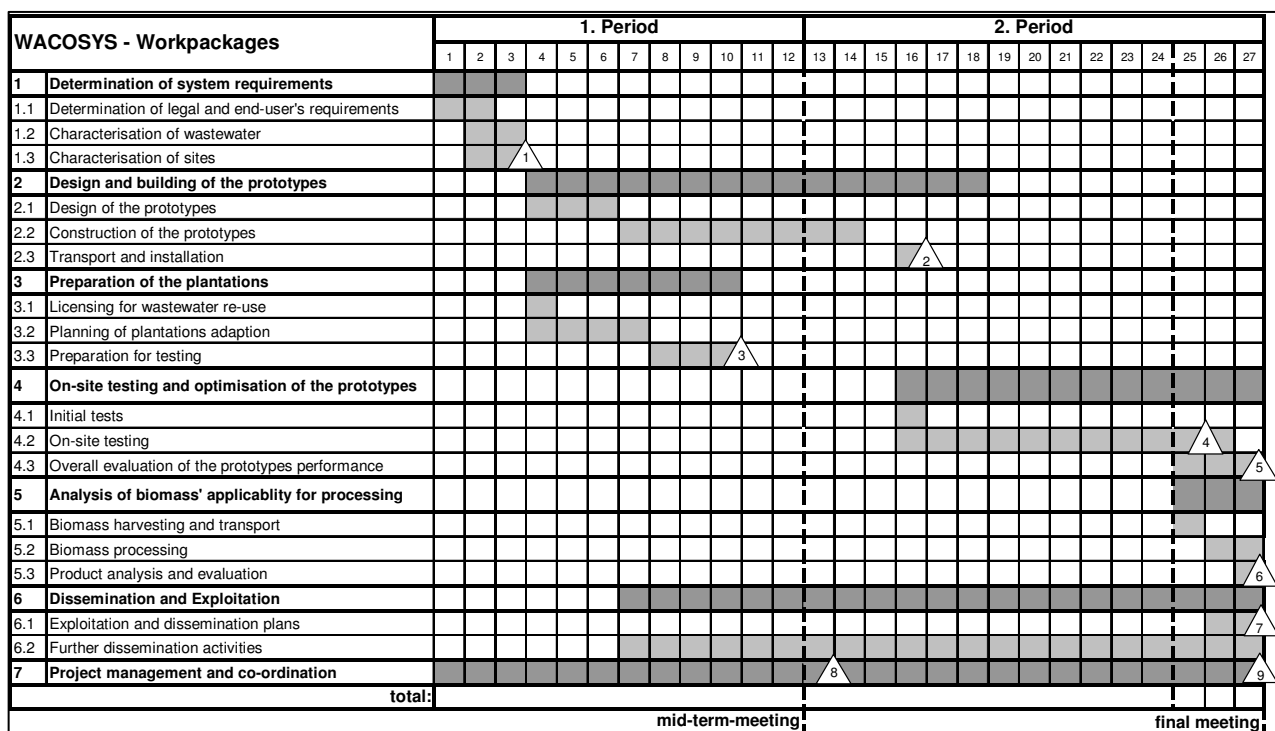 WACOSYS - Workpackages
1. Period 2. Period
1 2 3 4 5 6 7 8 9 10 11 12 13 14 15 16 17 18 19 20 21 22 23 24 25 26 27
1 Determination of system requirements
1.1 Determination of legal and end-user's requirements
1.2 Characterisation of wastewater
1.3 Characterisation of sites 1
2 Design and building of the prototypes
2.1 Design of the prototypes
2.2 Construction of the prototypes
2.3 Transport and installation 2
3 Preparation of the plantations
3.1 Licensing for wastewater re-use
3.2 Planning of plantations adaption
3.3 Preparation for testing 3
4 On-site testing and optimisation of the prototypes
4.1 Initial tests
4.2 On-site testing 4
4.3 Overall evaluation of the prototypes performance 5
5 Analysis of biomass' applicablity for processing
5.1 Biomass harvesting and transport
5.2 Biomass processing
5.3 Product analysis and evaluation 6
6 Dissemination and Exploitation
6.1 Exploitation and dissemination plans 7
6.2 Further dissemination activities
7 Project management and co-ordination 8 9
total:
mid-term-meeting final meeting